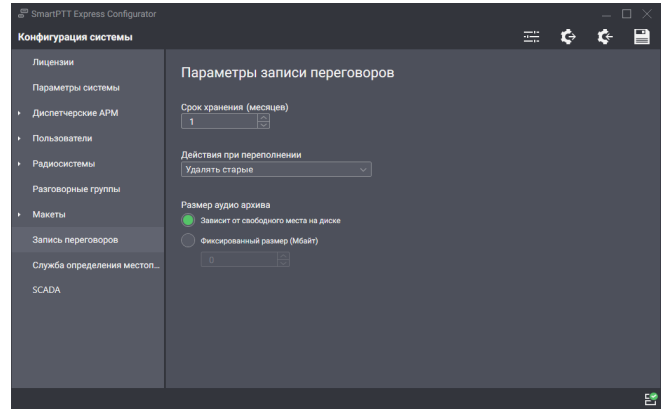 SmartPTT Express Configurator
Конфигурация системы
Лицензии
Параметры системы
Диспетчерские АРМ
Пользователи
Радиосистемы
Разговорные группы
Макеты
Запись переговоров
Служба определения местоп...
SCADA
Параметры записи переговоров
Срок хранения (месяцев)
1
Действия при переполнении
Удалять старые
Размер аудио архива
Зависит от свободного места на диске
Фиксированный размер (Мбайт)
0